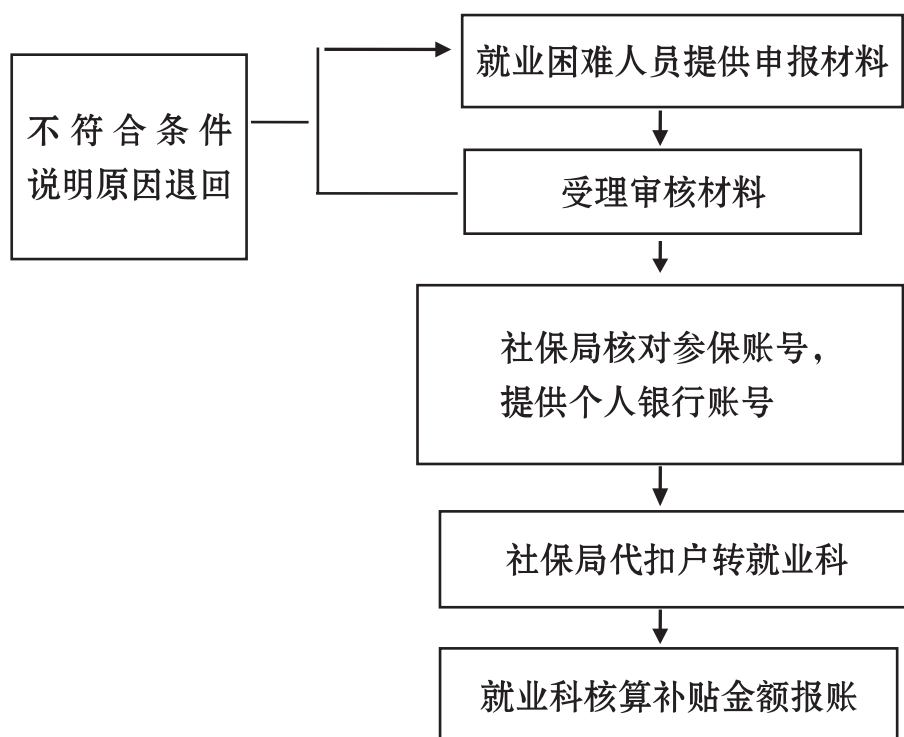 就业困难人员提供申报材料
不符合条件
说明原因退回
受理审核材料
社保局核对参保账号，
提供个人银行账号
社保局代扣户转就业科
就业科核算补贴金额报账